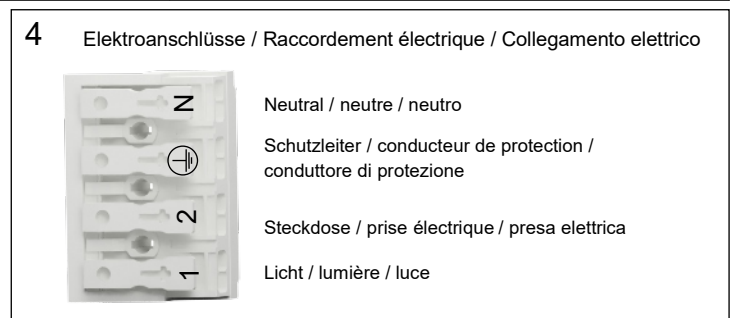 4 Elektroanschlüsse / Raccordement électrique / Collegamento elettrico
N
Neutral / neutre / neutro
Schutzleiter / conducteur de protection /
conduttore di protezione
2
Steckdose / prise électrique / presa elettrica
1
Licht / lumière / luce